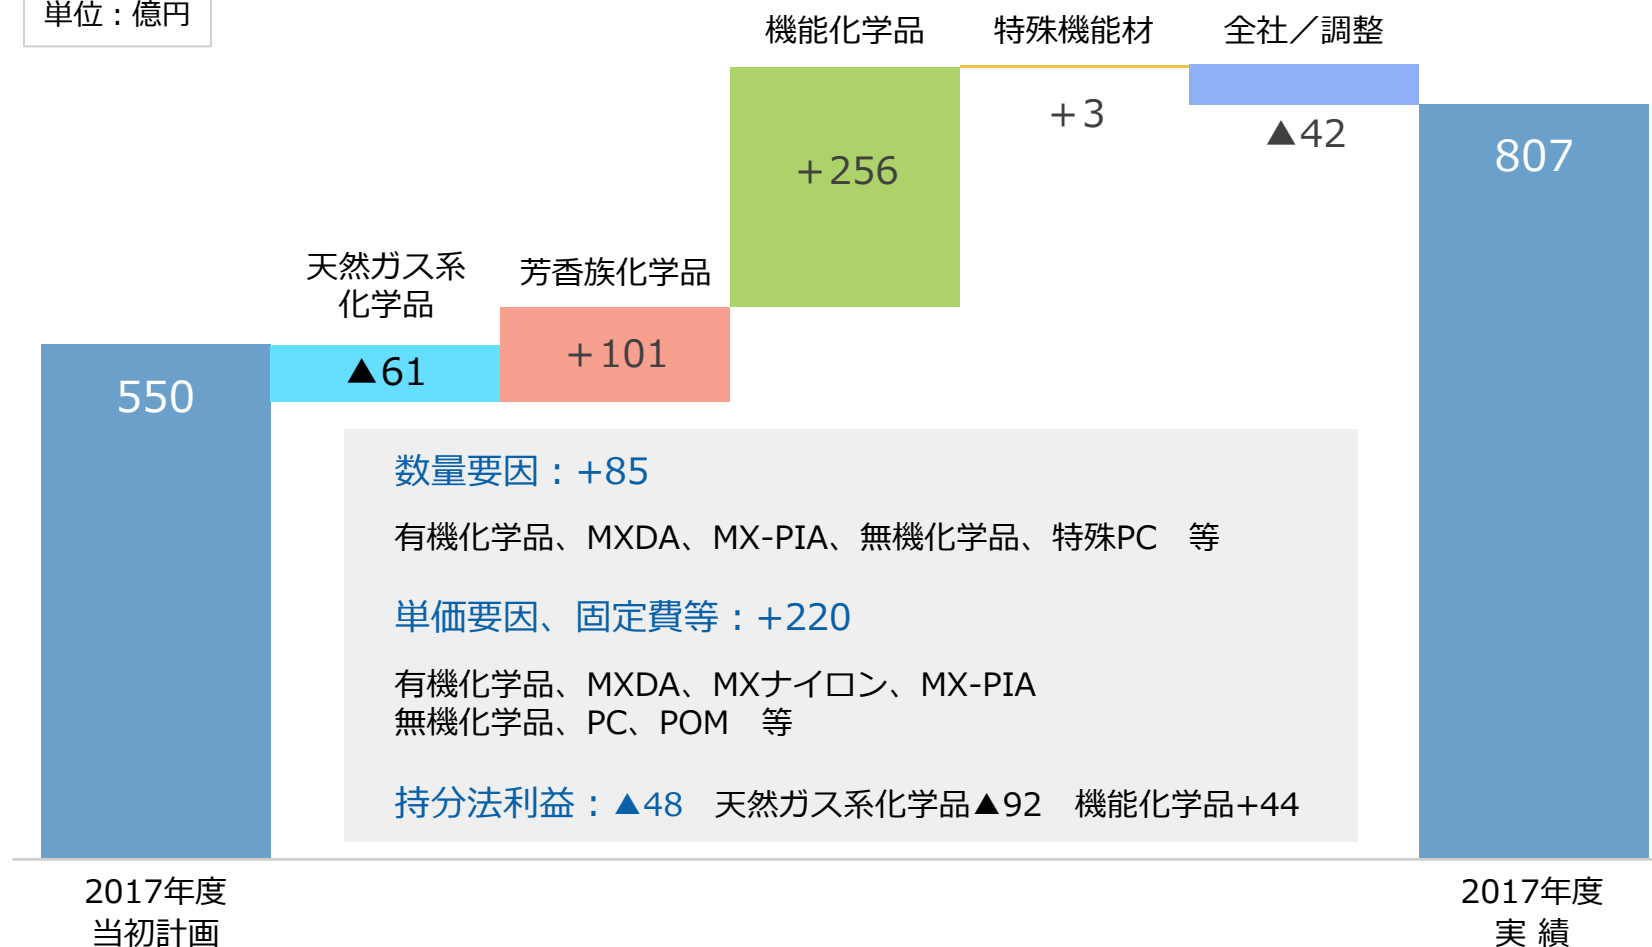 単位：億円
機能化学品
特殊機能材
全社／調整
+3
▲42
807
+256
天然ガス系
化学品
芳香族化学品
+101
▲61
550
数量要因：+85
有機化学品、MXDA、MX-PIA、無機化学品、特殊PC　等
単価要因、固定費等：+220
有機化学品、MXDA、MXナイロン、MX-PIA
無機化学品、PC、POM　等
持分法利益：▲48　天然ガス系化学品▲92　機能化学品+44
2017年度
当初計画
2017年度
実 績